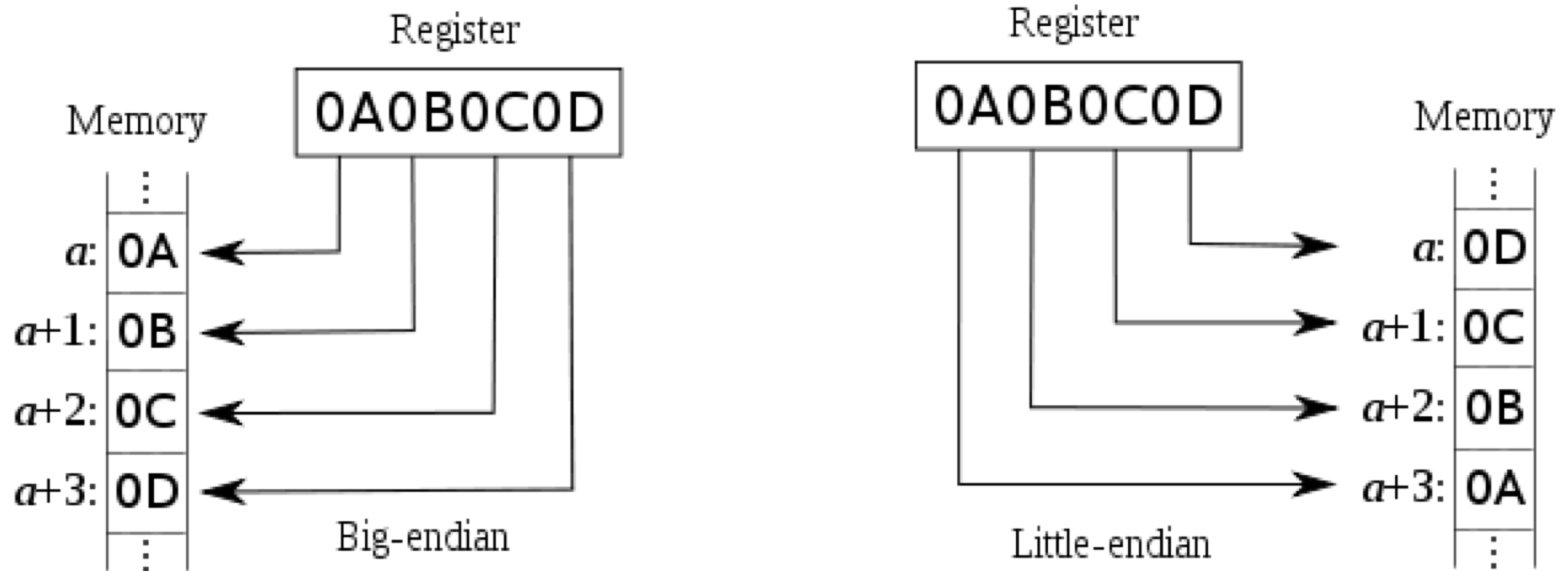 Register
0A0B0C0D
Memory
a: 0A
a+1: 0B
a+2: 0C
a+3: 0D
Big-endian
Register
0A0B0C0D
Memory
a: 0D
a+1: 0C
a+2: 0B
a+3: 0A
Little-endian